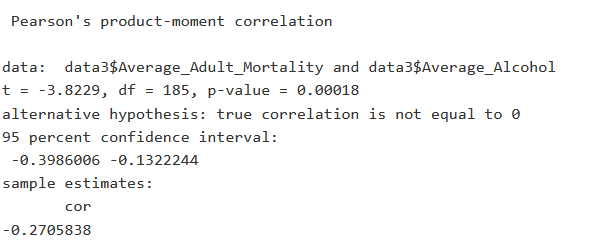 Pearson's product-moment correlation
data:  data3$Average_Adult_Mortality and data3$Average_Alcohol
t = -3.8229, df = 185, p-value = 0.00018
alternative hypothesis: true correlation is not equal to 0
95 percent confidence interval:
 -0.3986006 -0.1322244
sample estimates:
       cor
-0.2705838